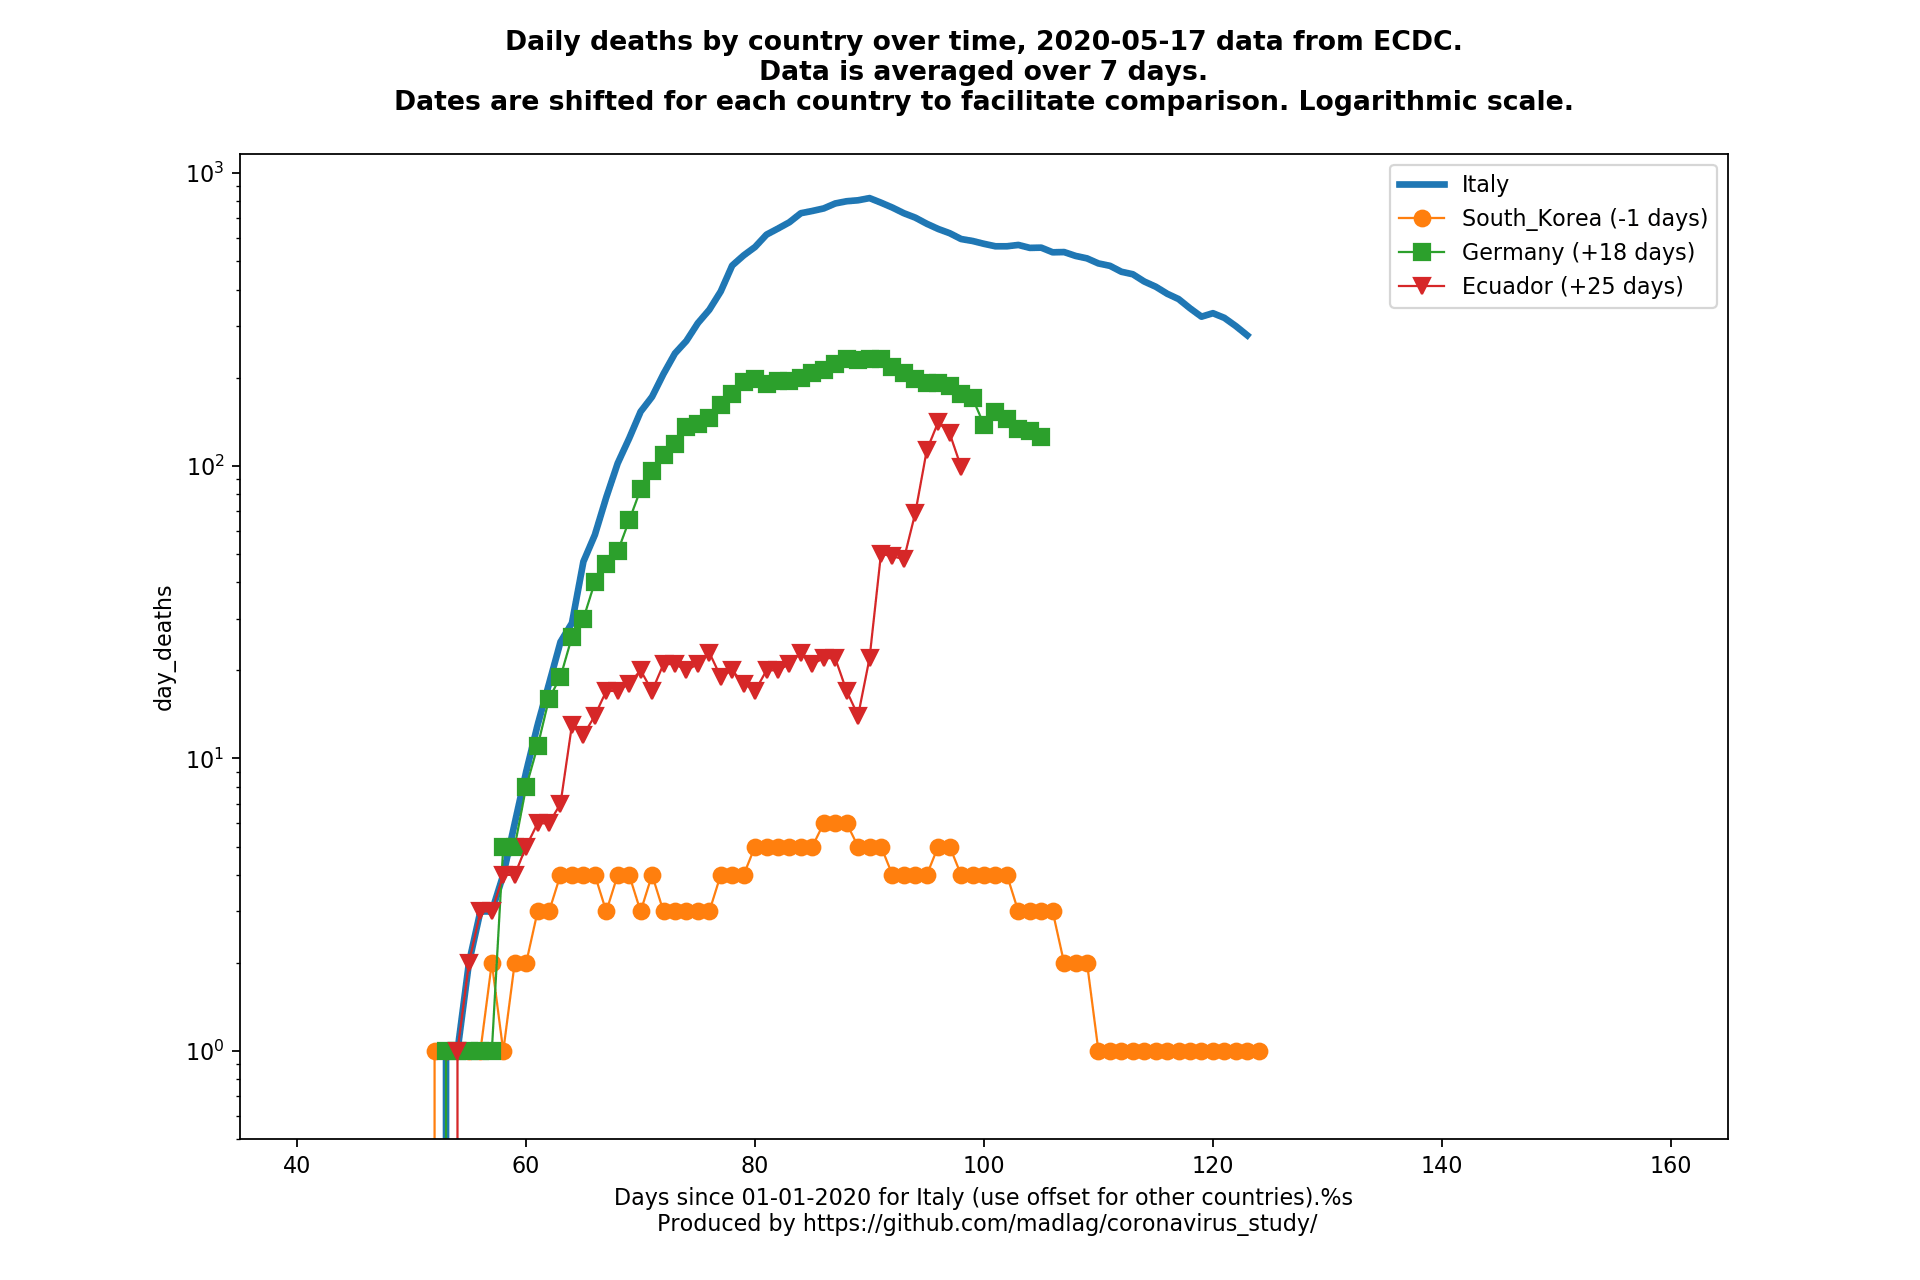 Daily deaths by country over time, 2020-05-17 data from ECDC.
Data is averaged over 7 days.
Dates are shifted for each country to facilitate comparison. Logarithmic scale.
10³
10²
10¹
10⁰
day_deaths
Italy
South_Korea (-1 days)
Germany (+18 days)
Ecuador (+25 days)
40 60 80 100 120 140 160
Days since 01-01-2020 for Italy (use offset for other countries).%s
Produced by https://github.com/madlag/coronavirus_study/